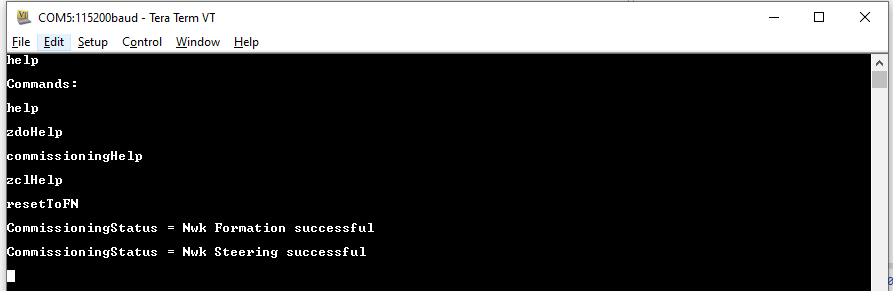 COM5:115200baud - Tera Term VT
File Edit Setup Control Window Help
help
Commands:
help
zdoHelp
commissioningHelp
zclHelp
resetToFN
CommissioningStatus = Nwk Formation successful
CommissioningStatus = Nwk Steering successful